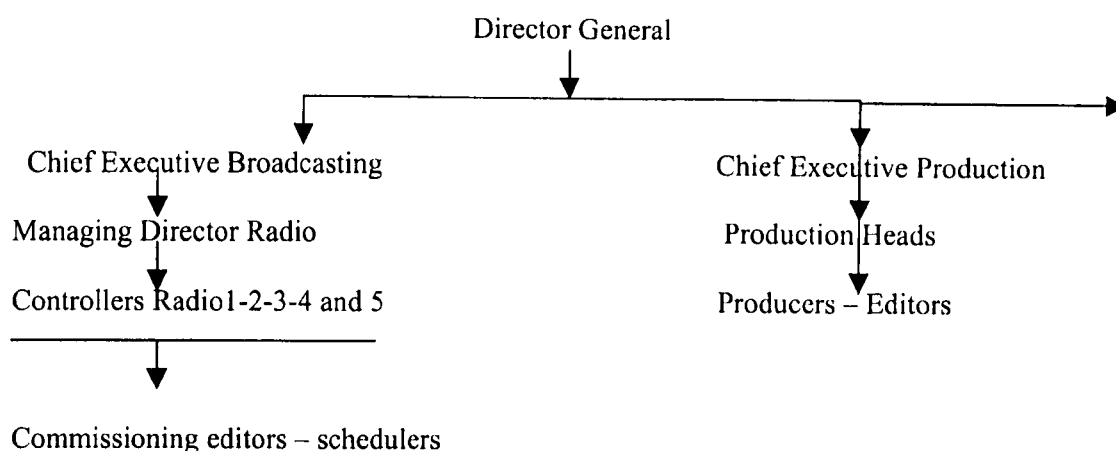 Director General
Chief Executive Broadcasting
Chief Executive Production
Managing Director Radio
Production Heads
Controllers Radio1-2-3-4 and 5
Producers – Editors
Commissioning editors – schedulers